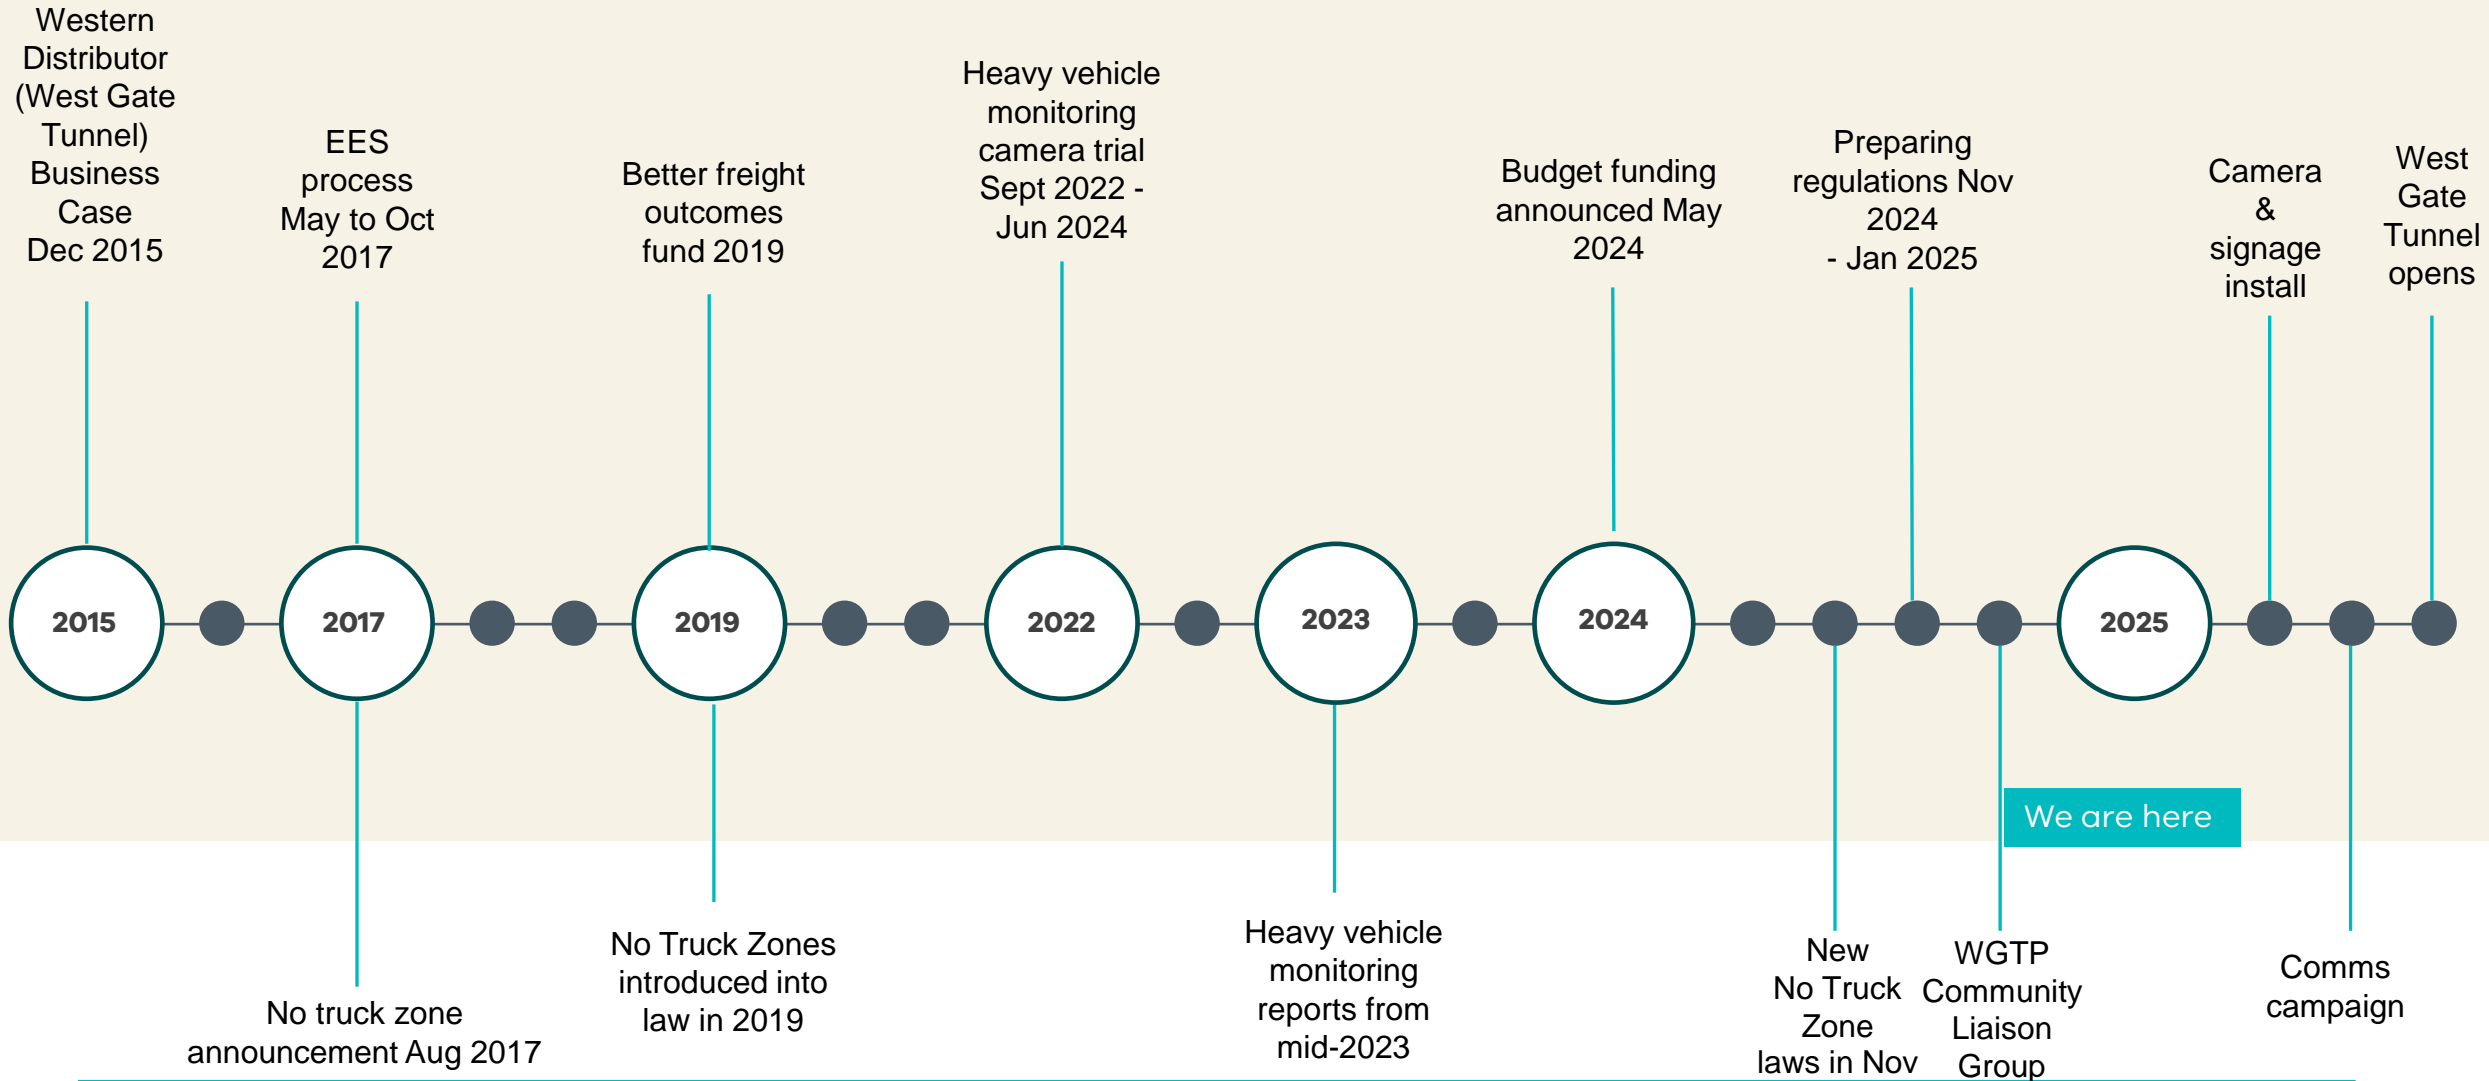 Western
Distributor
(West Gate
Tunnel)
Business
Case
Dec 2015
EES
process
May to Oct
2017
Better freight
outcomes
fund 2019
Heavy vehicle
monitoring
camera trial
Sept 2022 -
Jun 2024
Budget funding
announced May
2024
Preparing
regulations Nov
2024
- Jan 2025
Camera
&
signage
install
West
Gate
Tunnel
opens
2015
2017
2019
2022
2023
2024
2025
We are here
No truck zone
announcement Aug 2017
No Truck Zones
introduced into
law in 2019
Heavy vehicle
monitoring
reports from
mid-2023
New
No Truck
Zone
laws in Nov
WGTP
Community
Liaison
Group
Comms
campaign